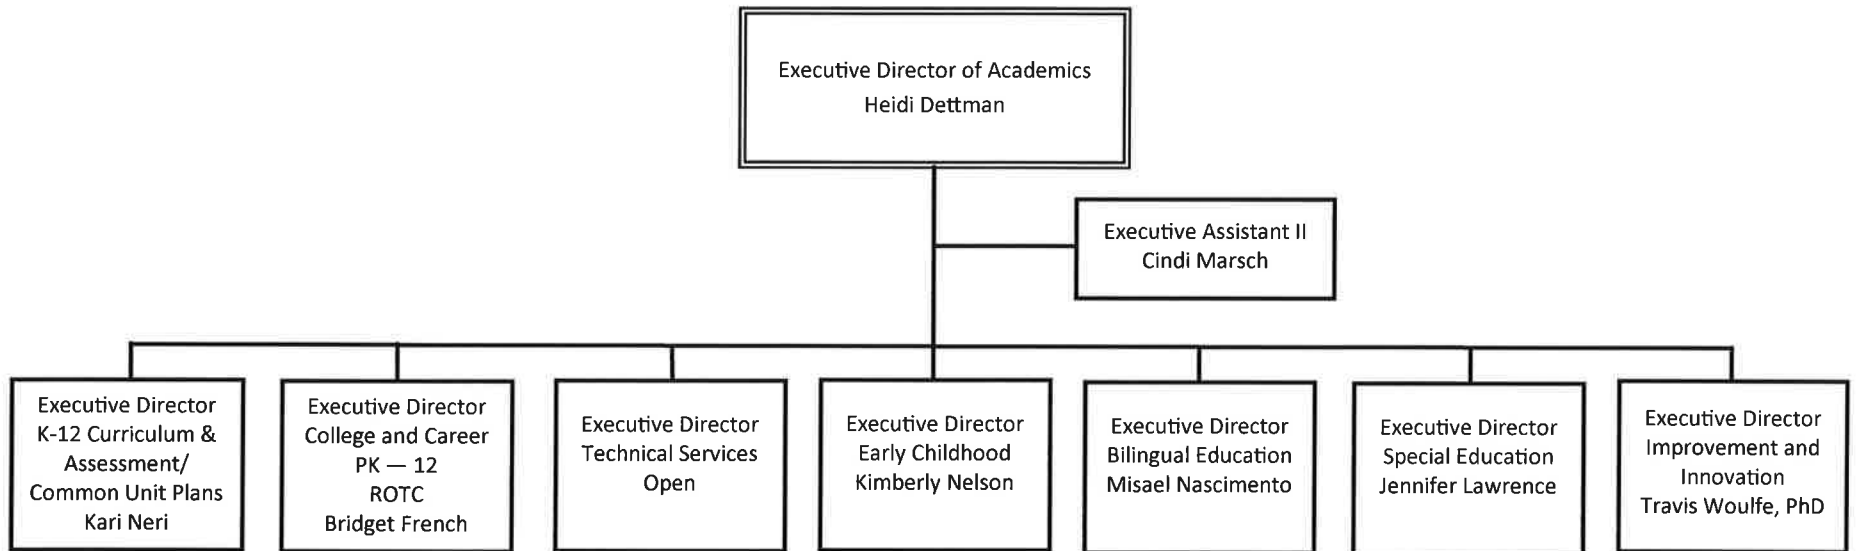 Executive Director of Academics
Heidi Dettman
Executive Assistant II
Cindi Marsch
Executive Director
K-12 Curriculum &
Assessment/
Common Unit Plans
Kari Neri
Executive Director
College and Career
PK — 12
ROTC
Bridget French
Executive Director
Technical Services
Open
Executive Director
Early Childhood
Kimberly Nelson
Executive Director
Bilingual Education
Misael Nascimento
Executive Director
Special Education
Jennifer Lawrence
Executive Director
Improvement and
Innovation
Travis Woulfe, PhD